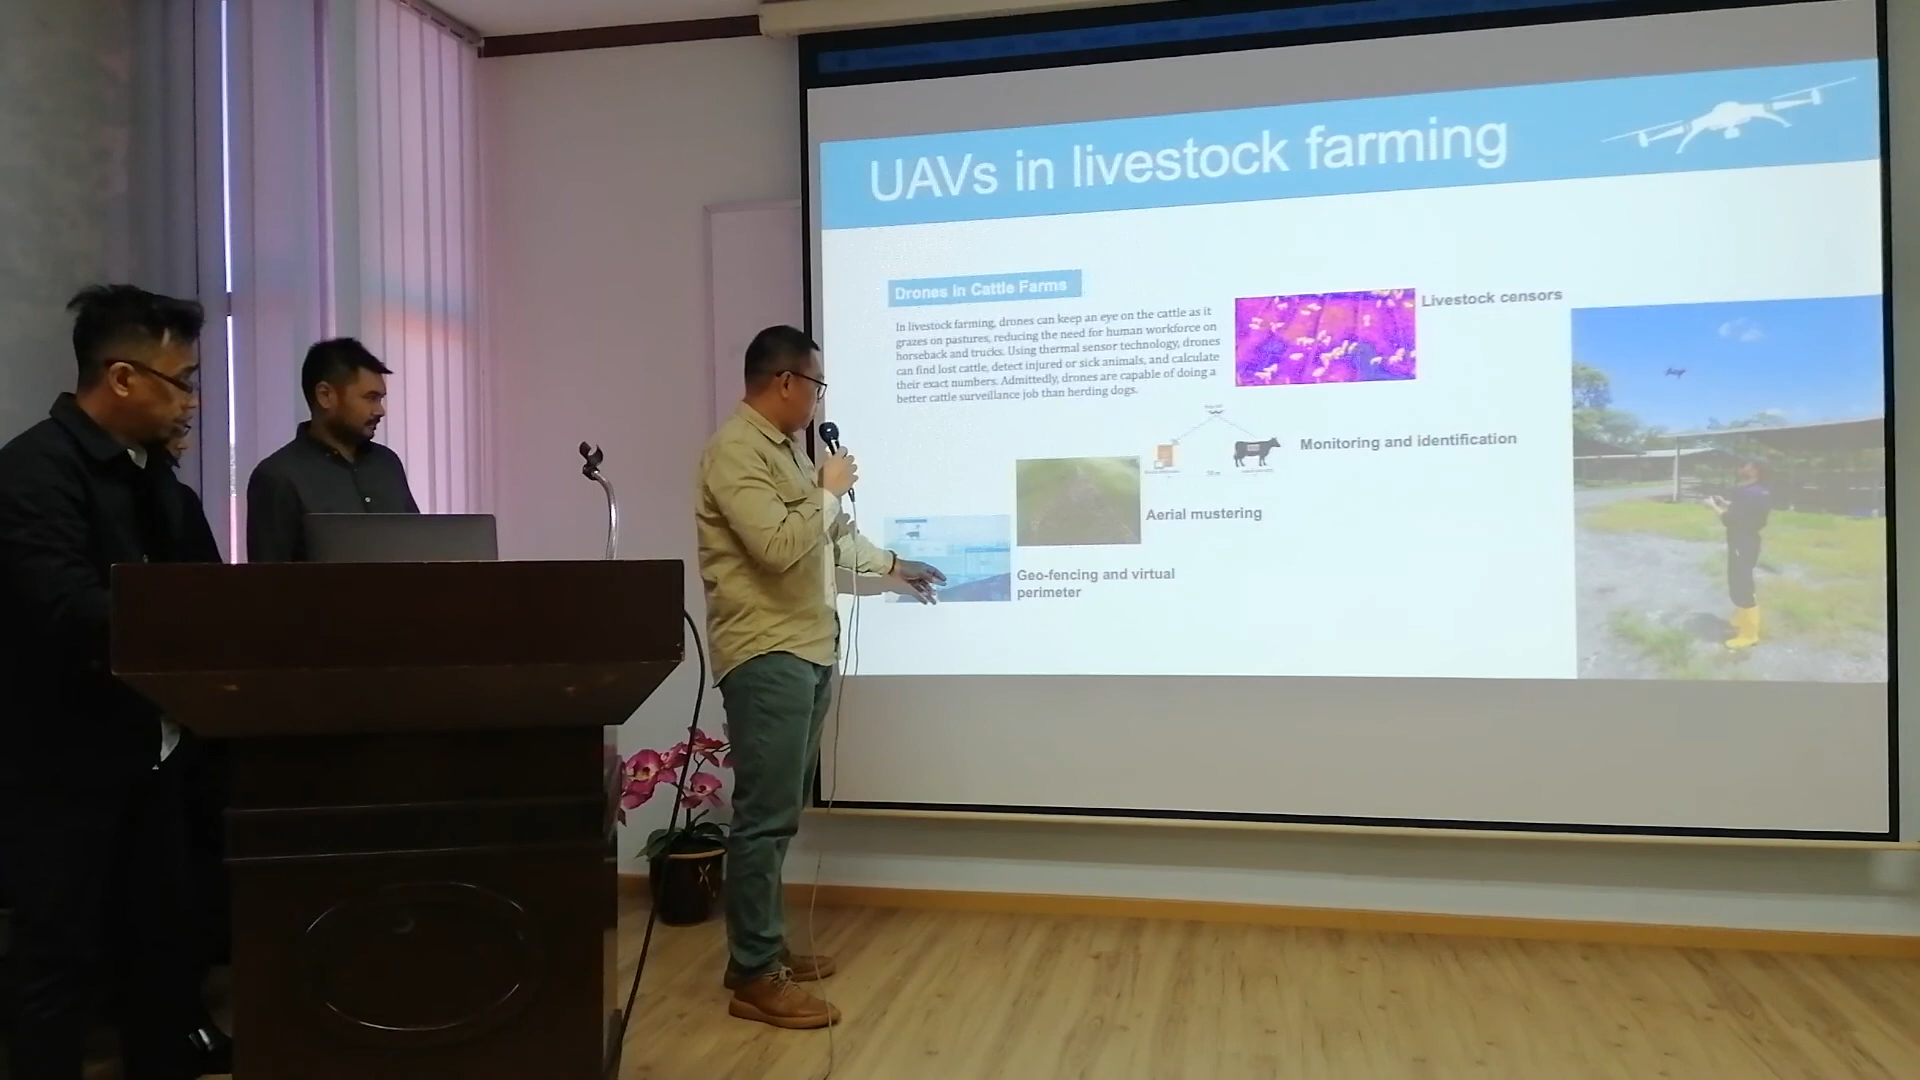 UAVs in livestock farming
Drones in Cattle Farms
In livestock farming, drones can keep an eye on the cattle as it
grazes on pastures, reducing the need for human workforce on
horseback and trucks. Using thermal sensor technology, drones
can find lost cattle, detect injured or sick animals, and calculate
their exact numbers. Admittedly, drones are capable of doing a
better cattle surveillance job than herding dogs.
Livestock censors
Monitoring and identification
Aerial mustering
Geo-fencing and virtual
perimeter